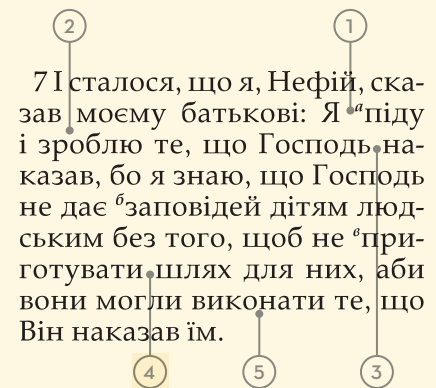 2
1
7 І сталося, що я, Нефій, ска-
зав моєму батькові: Я ᵃпіду
і зроблю те, що Господь на-
казав, бо я знаю, що Господь
не дає ᵇзаповідей дітям люд-
ським без того, щоб не ᵛпри-
готувати шлях для них, аби
вони могли виконати те, що
Він наказав їм.
4
5
3